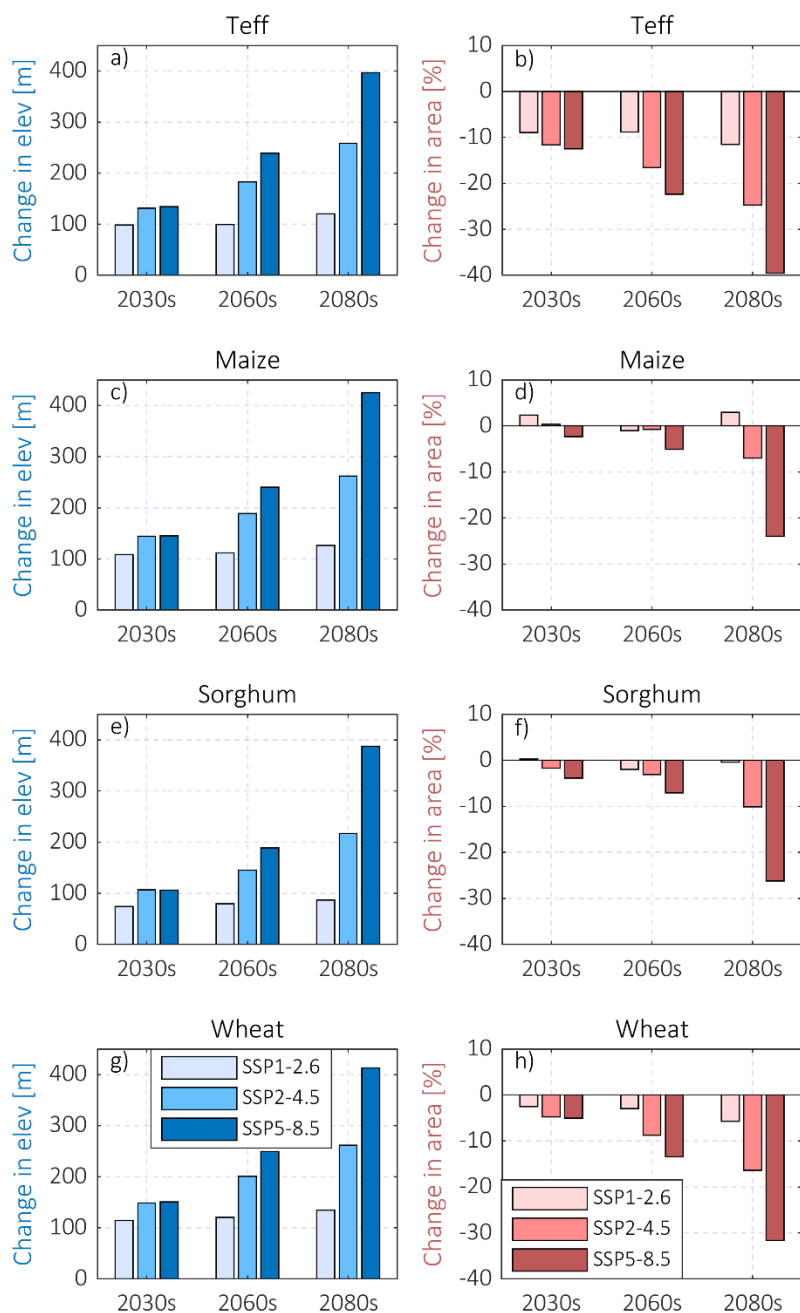 Teff
a)
Change in elev [m]
400
300
200
100
0
2030s 2060s 2080s
Teff
b)
Change in area [%]
10
0
-10
-20
-30
-40
2030s 2060s 2080s
Maize
c)
Change in elev [m]
400
300
200
100
0
2030s 2060s 2080s
Maize
d)
Change in area [%]
10
0
-10
-20
-30
-40
2030s 2060s 2080s
Sorghum
e)
Change in elev [m]
400
300
200
100
0
2030s 2060s 2080s
Sorghum
f)
Change in area [%]
10
0
-10
-20
-30
-40
2030s 2060s 2080s
Wheat
g)
SSP1-2.6
SSP2-4.5
SSP5-8.5
Change in elev [m]
400
300
200
100
0
2030s 2060s 2080s
Wheat
h)
Change in area [%]
10
0
-10
-20
-30
-40
SSP1-2.6
SSP2-4.5
SSP5-8.5
2030s 2060s 2080s